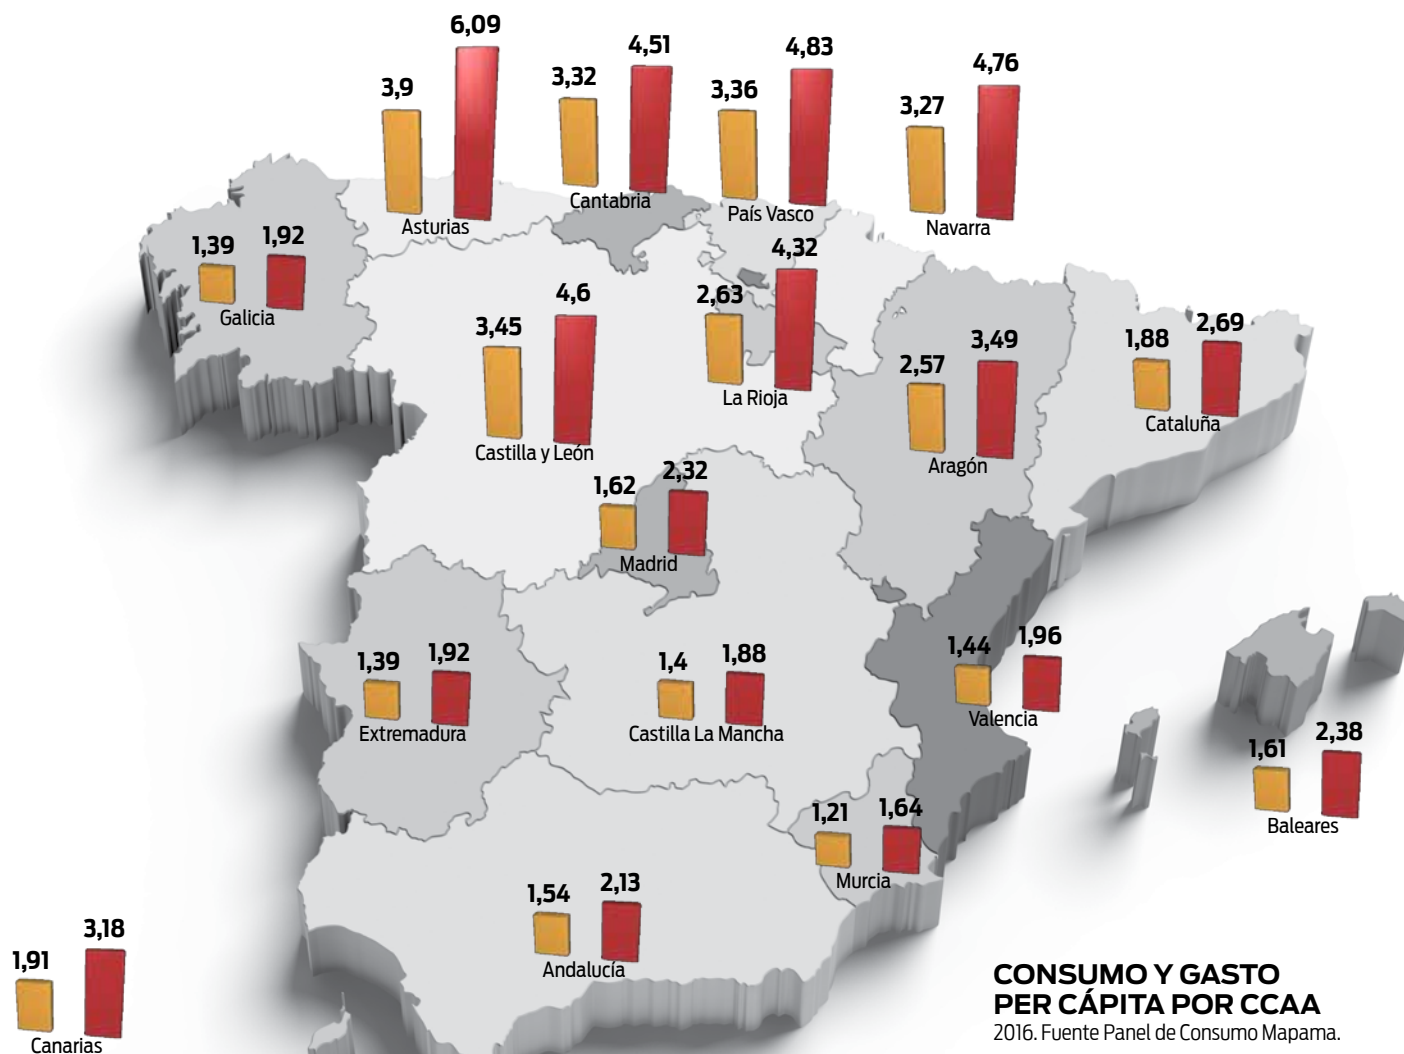 6,09
3,9
Asturias
4,51
3,32
Cantabria
4,83
3,36
País Vasco
4,76
3,27
Navarra
1,39
1,92
Galicia
4,6
3,45
Castilla y León
4,32
2,63
La Rioja
3,49
2,57
Aragón
2,69
1,88
Cataluña
1,62
2,32
Madrid
1,39
1,92
Extremadura
1,4
1,88
Castilla La Mancha
1,44
1,96
Valencia
1,61
2,38
Baleares
1,21
1,64
Murcia
1,54
2,13
Andalucía
1,91
3,18
Canarias
CONSUMO Y GASTO
PER CÁPITA POR CCAA
2016. Fuente Panel de Consumo Mapama.